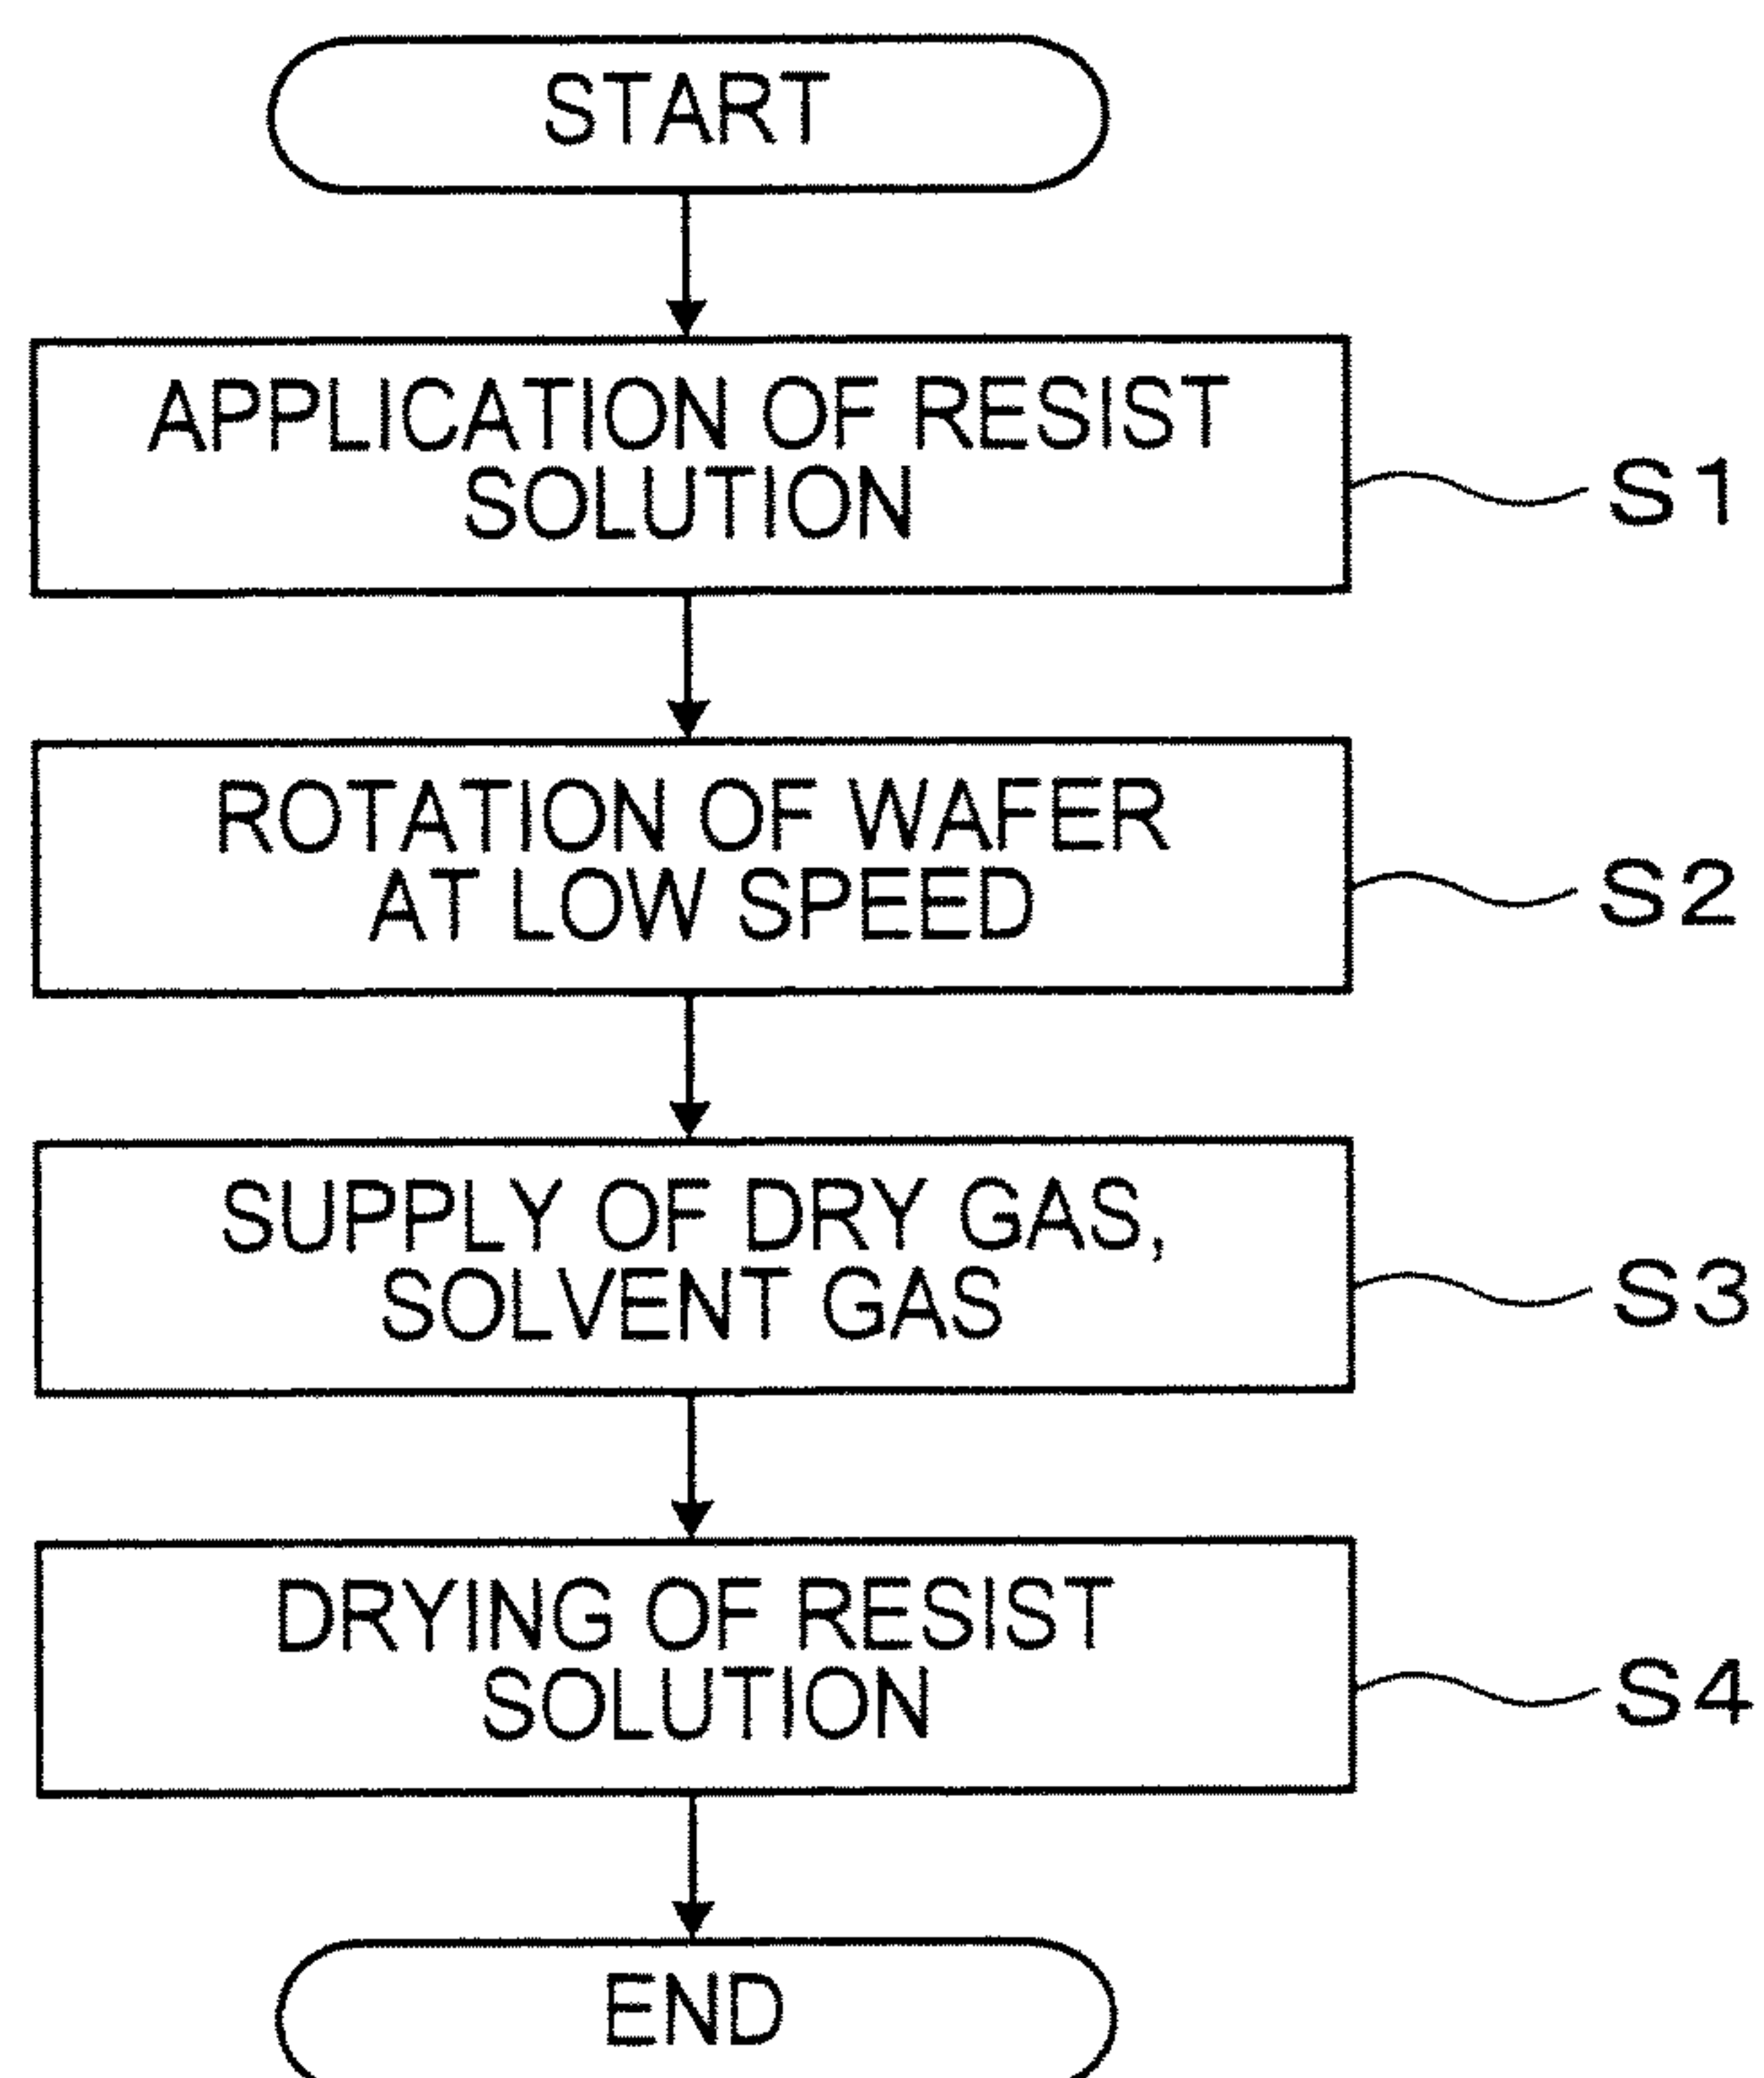 START
APPLICATION OF RESIST
SOLUTION
S1
ROTATION OF WAFER
AT LOW SPEED
S2
SUPPLY OF DRY GAS,
SOLVENT GAS
S3
DRYING OF RESIST
SOLUTION
S4
END